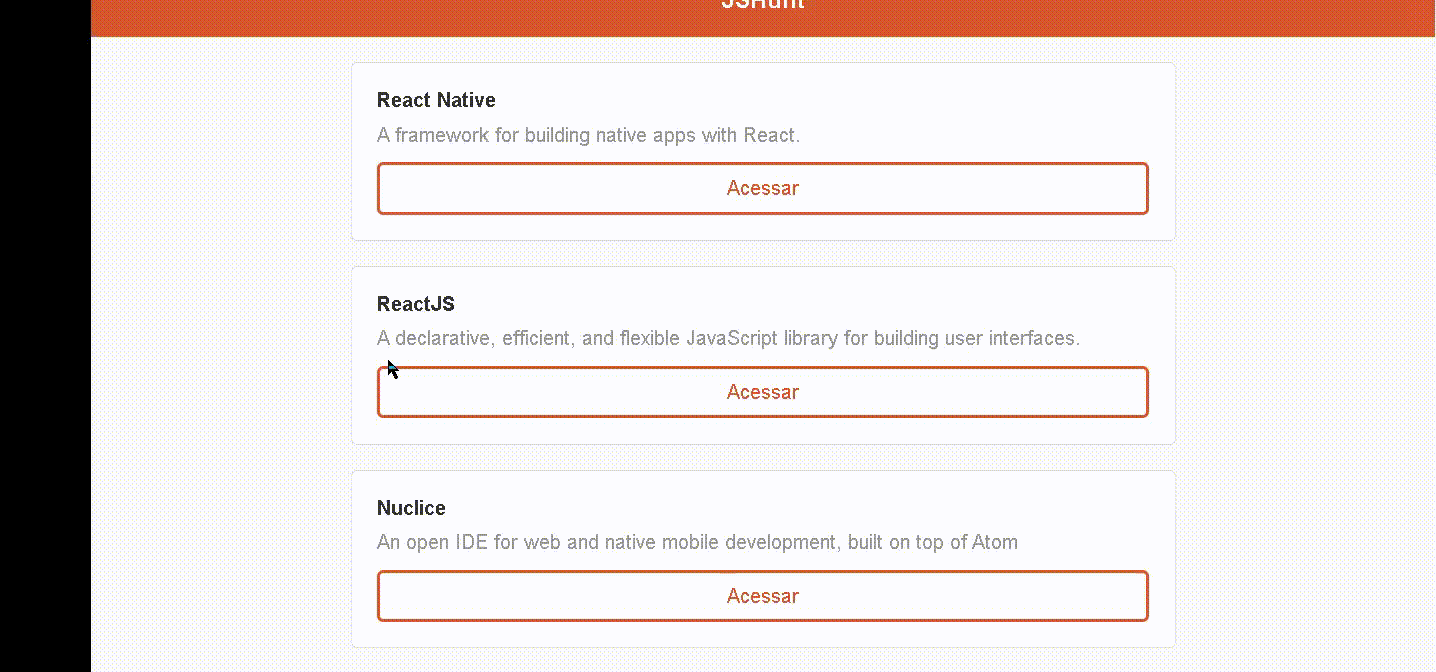 JSHunt
React Native
A framework for building native apps with React.
Acessar
ReactJS
A declarative, efficient, and flexible JavaScript library for building user interfaces.
Acessar
Nuclice
An open IDE for web and native mobile development, built on top of Atom
Acessar